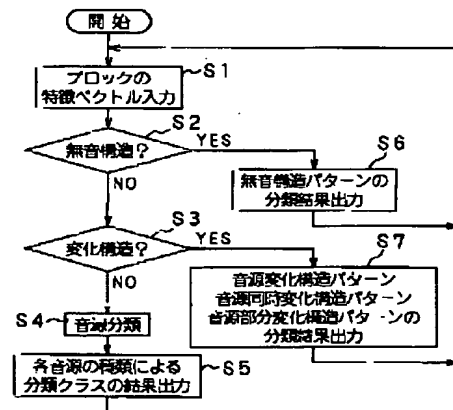 開始
S1
ブロックの
特徴ベクトル入力
S2
無音構造?
YES
NO
S6
無音構造パターンの
分類結果出力
S3
変化構造?
YES
NO
S7
音源変化構造パターン
音源同時変化構造パターン
音源部分変化構造パターンの
分類結果出力
S4
音源分類
各音源の種類による
分類クラスの結果出力
S5